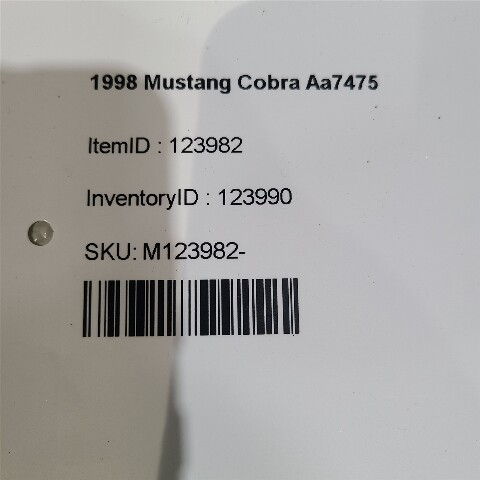 1998 Mustang Cobra Aa7475
ItemID : 123982
InventoryID : 123990
SKU: M123982-